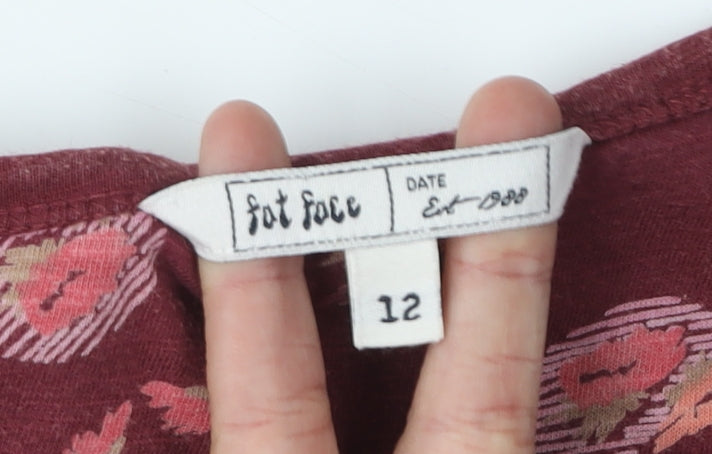 fat face
DATE
Est 1988
12